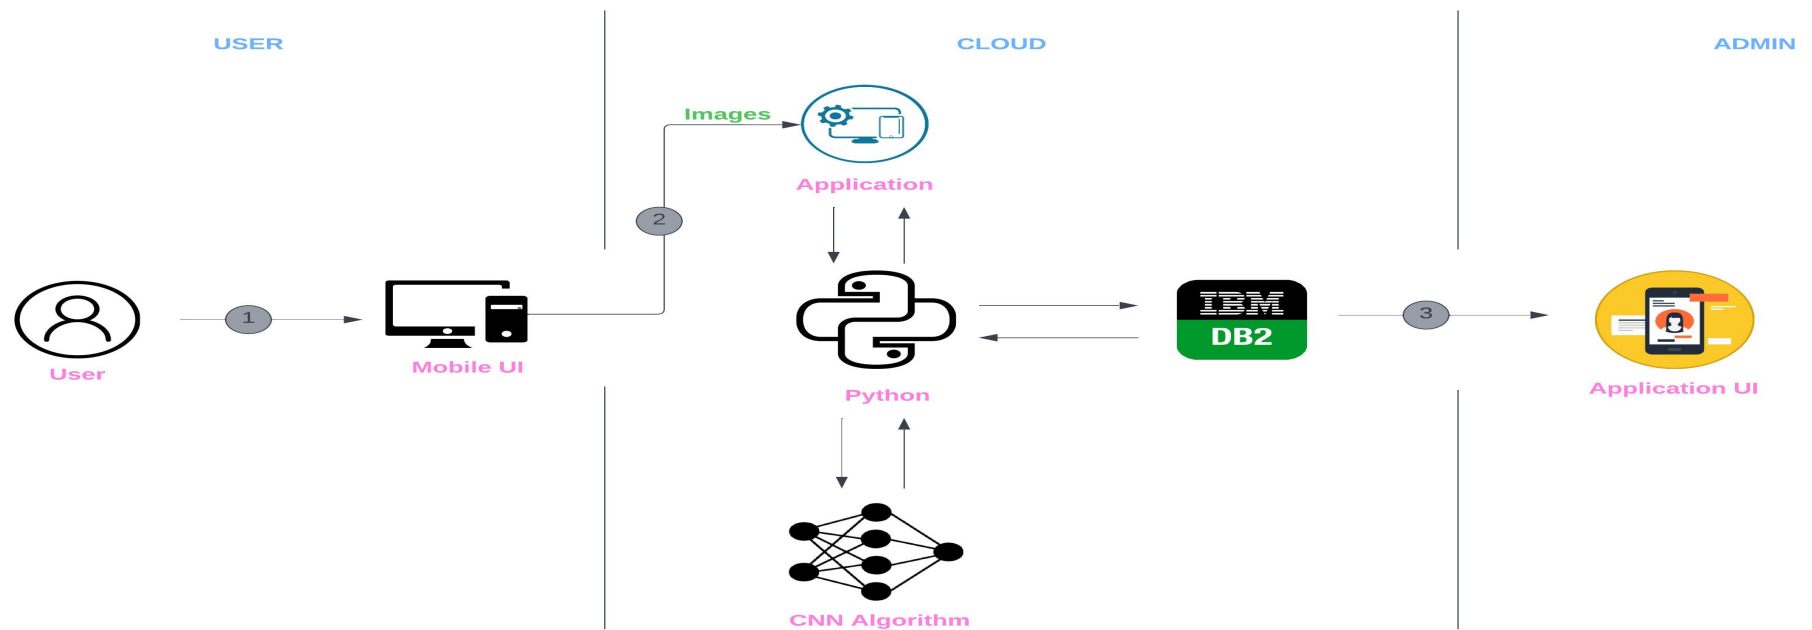 USER
CLOUD
ADMIN
Images
Application
2
1
3
IBM
DB2
User
Mobile UI
Python
Application UI
CNN Algorithm